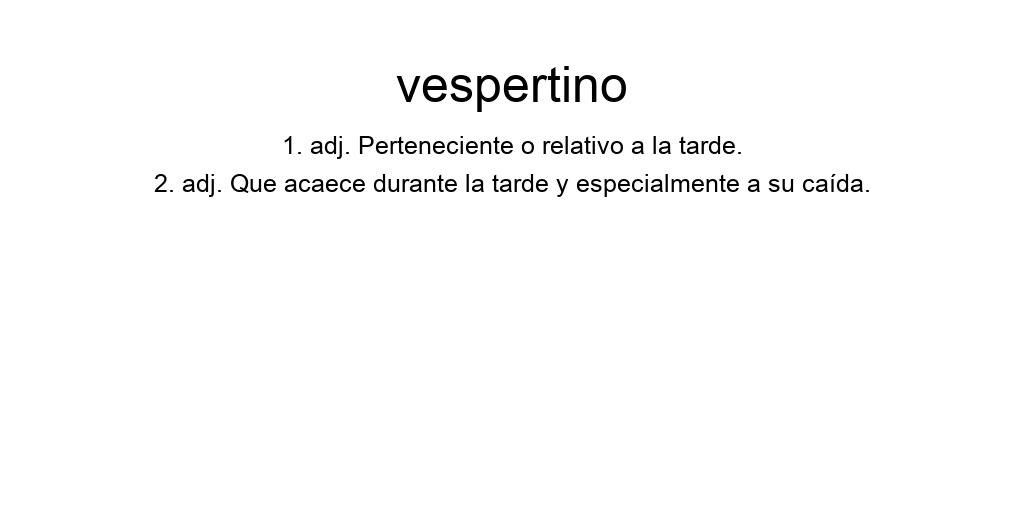 vespertino
1. adj. Perteneciente o relativo a la tarde.
2. adj. Que acaece durante la tarde y especialmente a su caída.